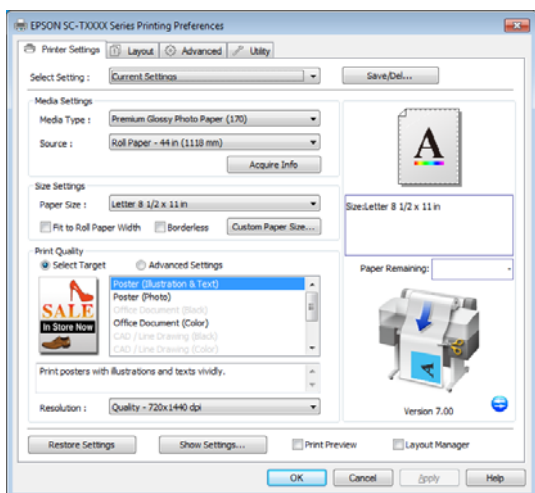 EPSON SC-TXXXX Series Printing Preferences
Printer Settings
Layout
Advanced
Utility
Select Setting :
Current Settings
Save/Del...
Media Settings
Media Type :
Premium Glossy Photo Paper (170)
Source :
Roll Paper - 44 in (1118 mm)
Acquire Info
A
Size Settings
Paper Size :
Letter 8 1/2 x 11 in
Fit to Roll Paper Width
Borderless
Custom Paper Size...
Size:Letter 8 1/2 x 11 in
Print Quality
Select Target
Advanced Settings
Paper Remaining:
-
SALE
In Store Now
Poster (Illustration & Text)
Poster (Photo)
Office Document (Black)
Office Document (Color)
CAD / Line Drawing (Black)
CAD / Line Drawing (Color)
A
Print posters with illustrations and texts vividly.
Resolution :
Quality - 720x1440 dpi
Version 7.00
Restore Settings
Show Settings...
Print Preview
Layout Manager
OK
Cancel
Apply
Help